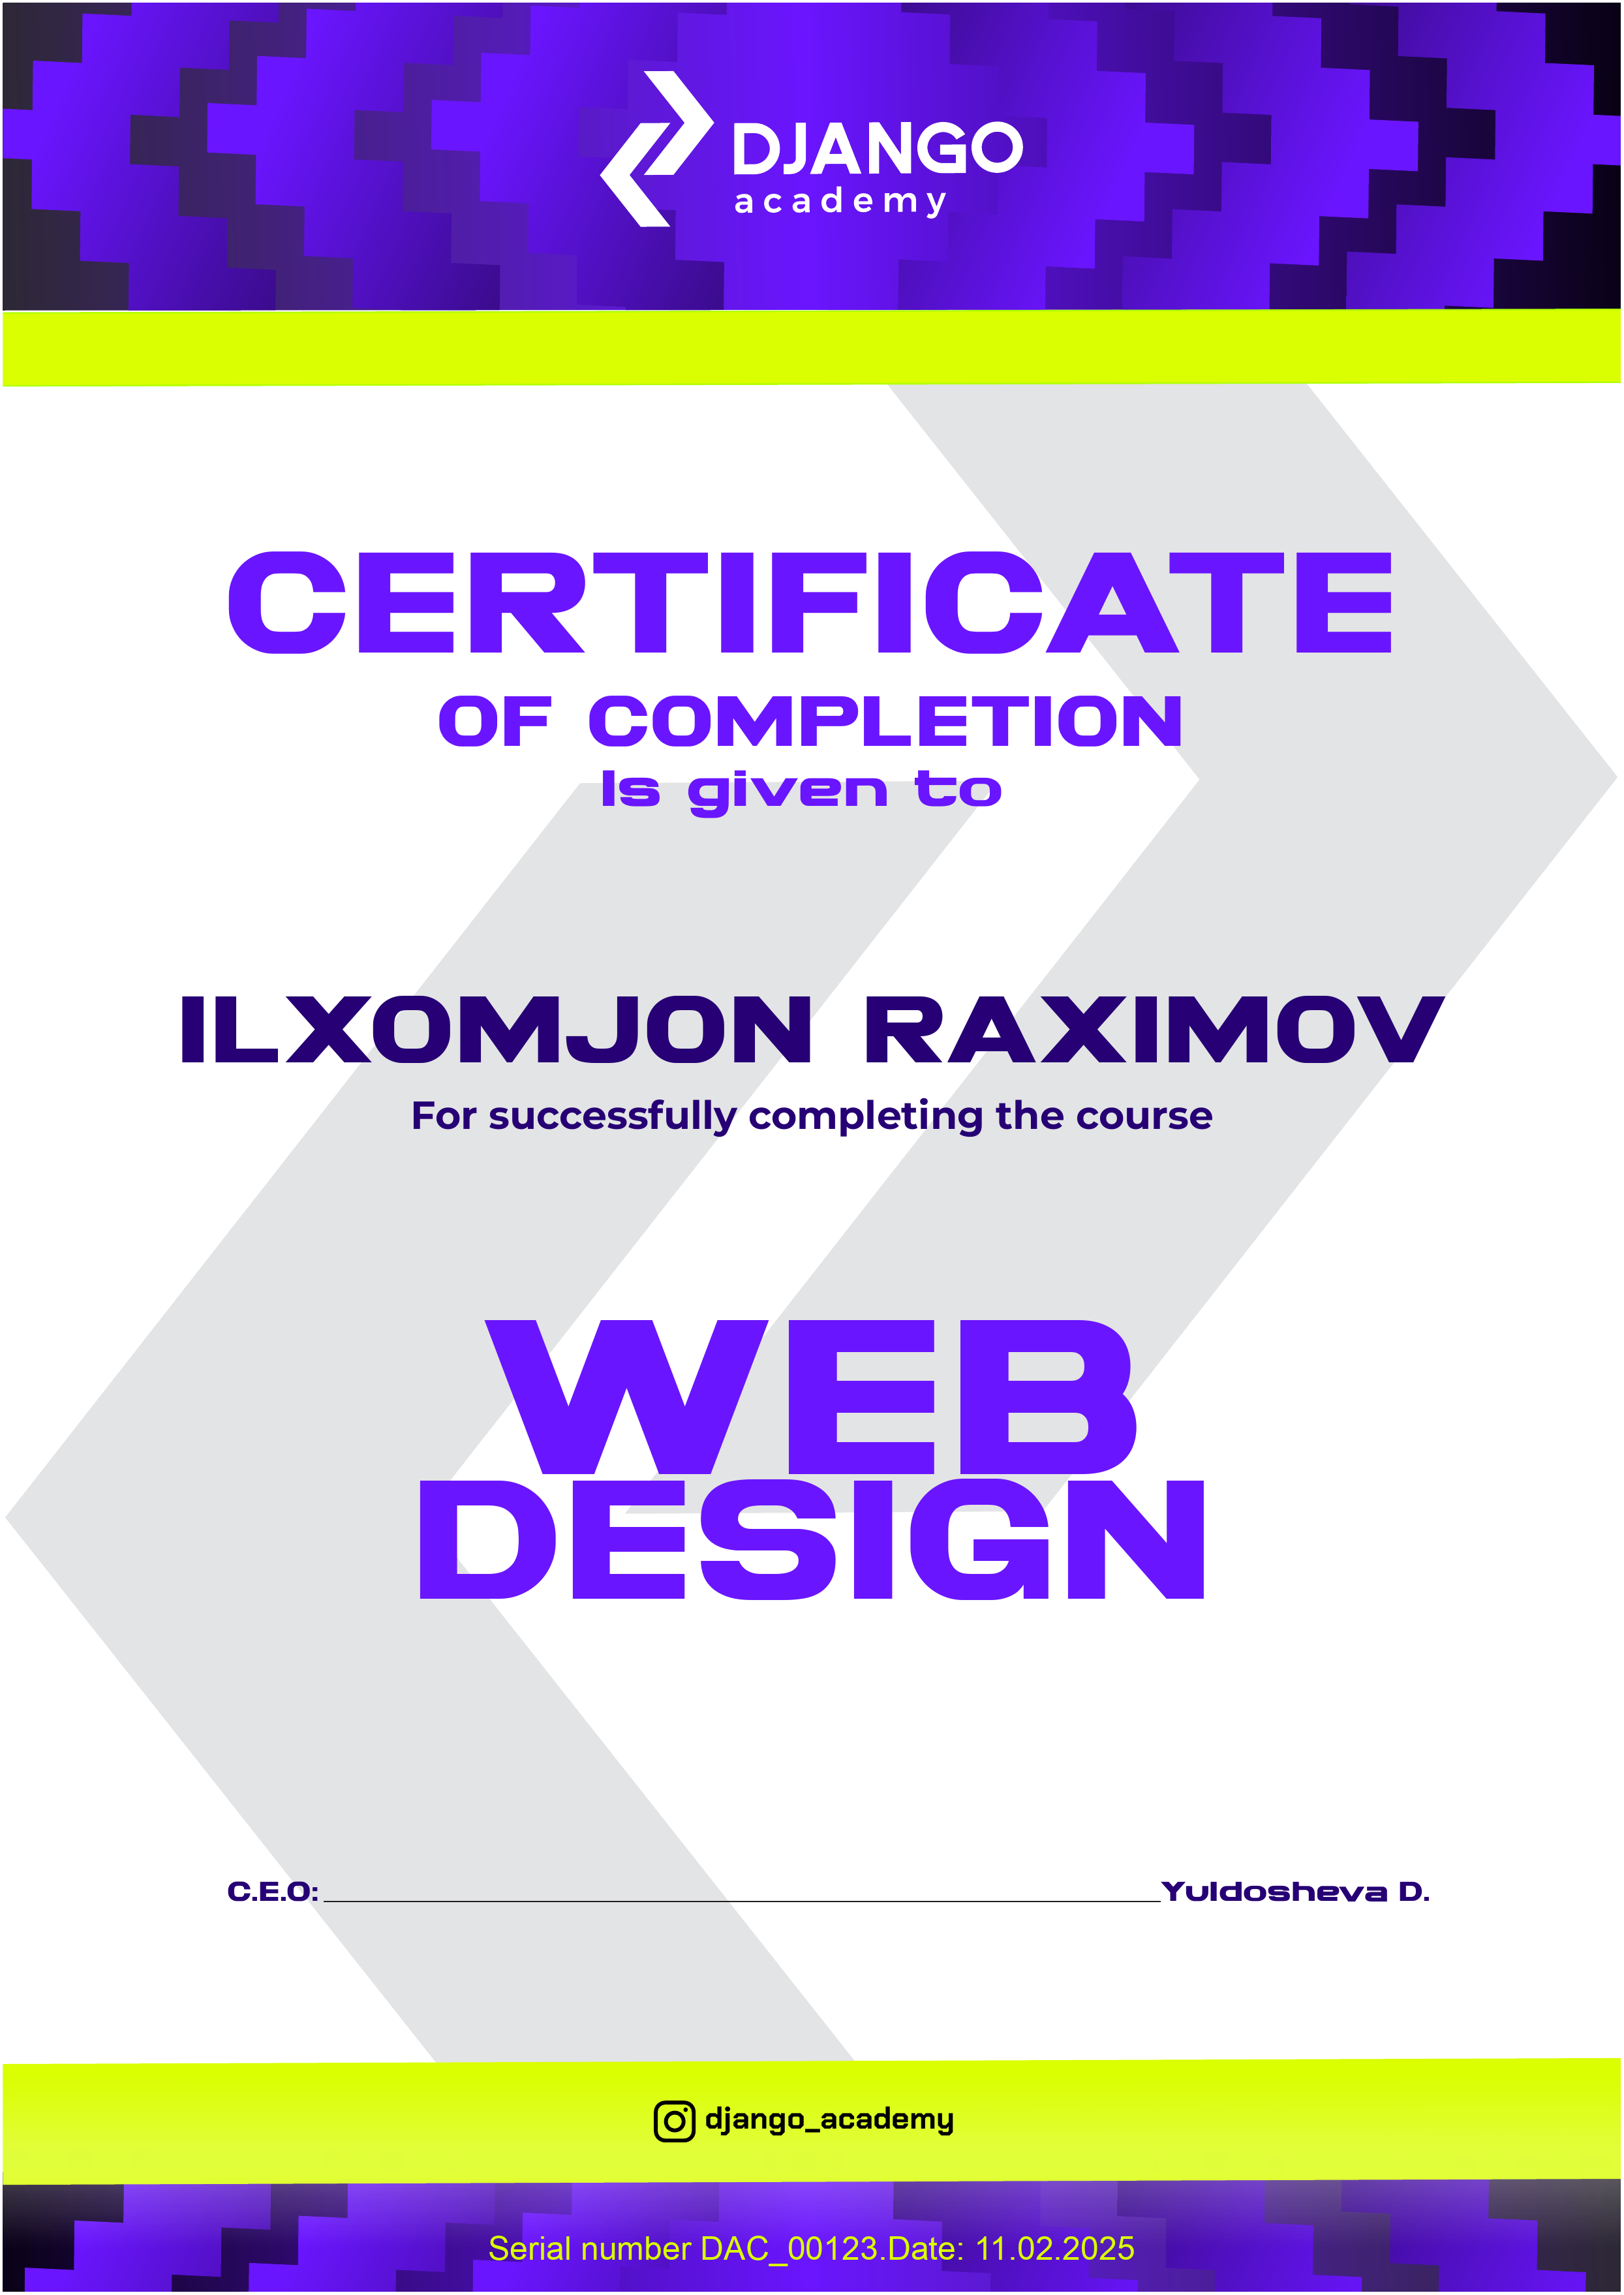 DJANGO
academy
CERTIFICATE
OF COMPLETION
Is given to
ILXOMJON RAXIMOV
For successfully completing the course
WEB
DESIGN
C.E.O: Yuldosheva D.
django_academy
Serial number DAC_00123.Date: 11.02.2025